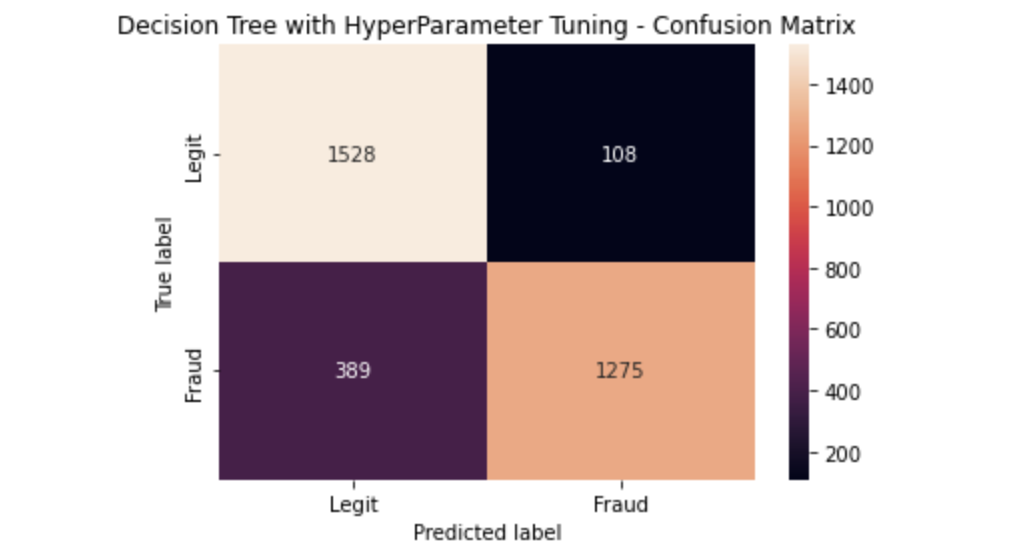 Decision Tree with HyperParameter Tuning - Confusion Matrix
1528
108
389
1275
Legit
Fraud
True label
Legit
Fraud
Predicted label
1400
1200
1000
800
600
400
200